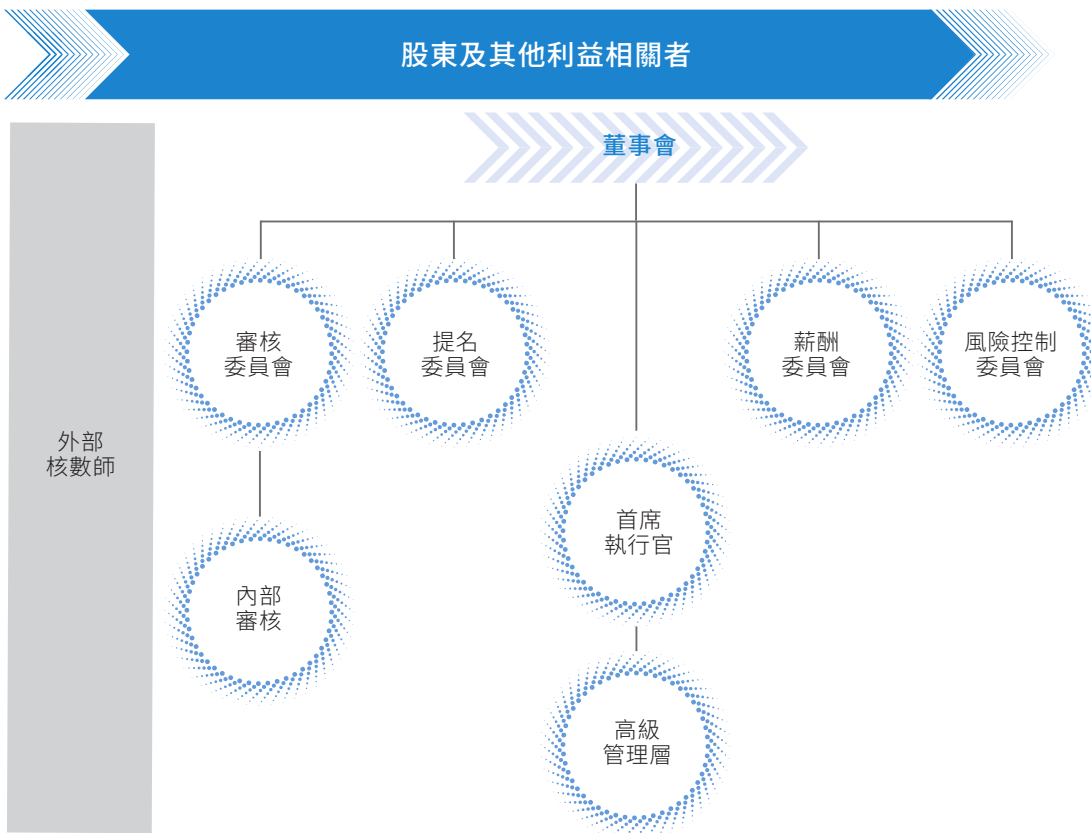 股東及其他利益相關者
董事會
審核
委員會
提名
委員會
薪酬
委員會
風險控制
委員會
外部
核數師
首席
執行官
內部
審核
高級
管理層